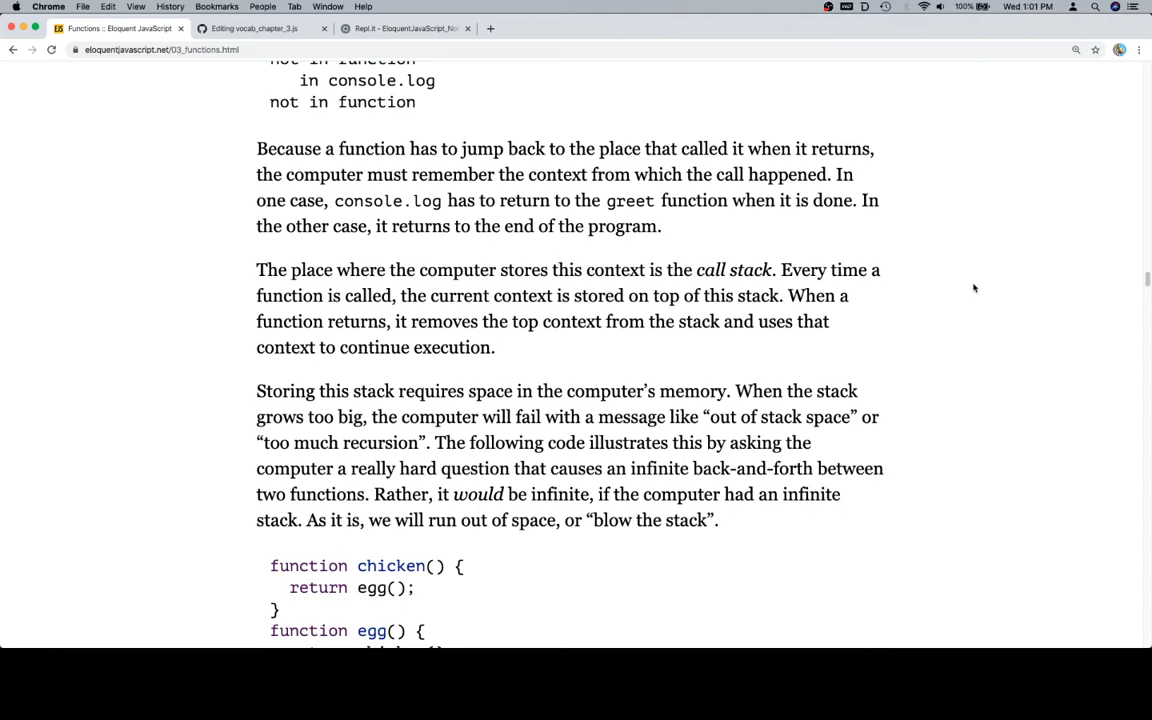 Chrome File Edit View History Bookmarks People Tab Window Help 100% Wed 1:01 PM
Functions :: Eloquent JavaScript Editing vocab_chapter_3.js Repl.it - EloquentJavaScript_No
eloquentjavascript.net/03_functions.html
not in function
in console.log
not in function
Because a function has to jump back to the place that called it when it returns,
the computer must remember the context from which the call happened. In
one case, console.log has to return to the greet function when it is done. In
the other case, it returns to the end of the program.
The place where the computer stores this context is the call stack. Every time a
function is called, the current context is stored on top of this stack. When a
function returns, it removes the top context from the stack and uses that
context to continue execution.
Storing this stack requires space in the computer’s memory. When the stack
grows too big, the computer will fail with a message like “out of stack space” or
“too much recursion”. The following code illustrates this by asking the
computer a really hard question that causes an infinite back-and-forth between
two functions. Rather, it would be infinite, if the computer had an infinite
stack. As it is, we will run out of space, or “blow the stack”.
function chicken() {
return egg();
}
function egg() {